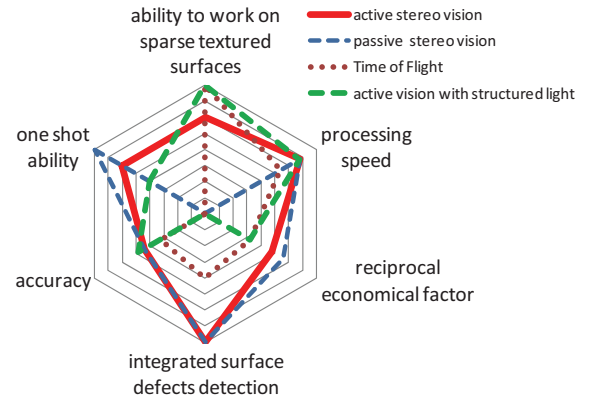 ability to work on
sparse textured
surfaces
active stereo vision
passive stereo vision
Time of Flight
active vision with structured light
one shot
ability
processing
speed
accuracy
reciprocal
economical factor
integrated surface
defects detection